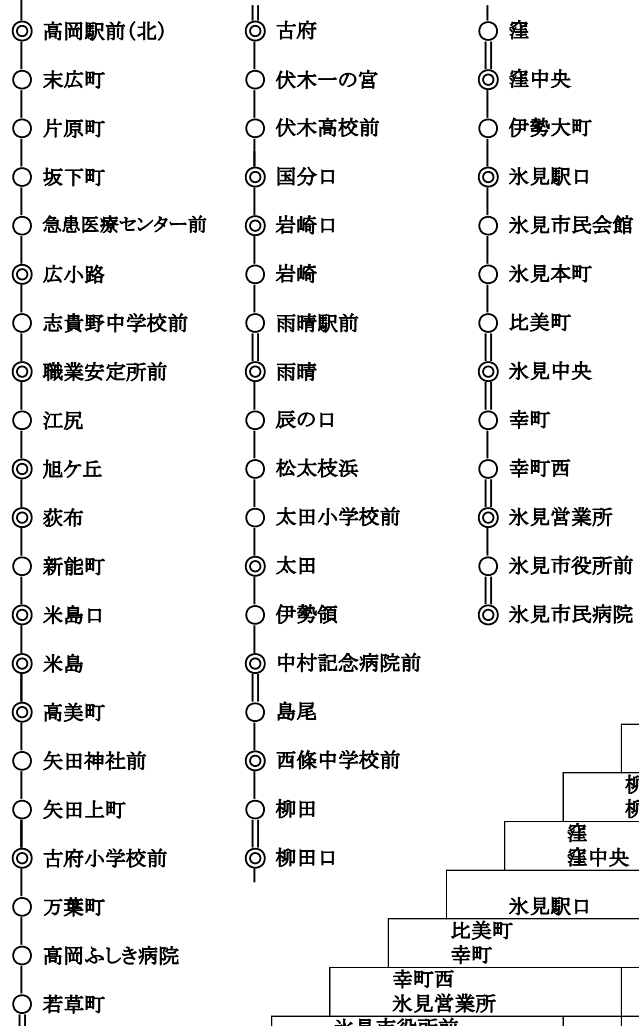 高岡駅前（北）
末広町
片原町
坂下町
急患医療センター前
広小路
志貴野中学校前
職業安定所前
江尻
旭ケ丘
荻布
新能町
米島口
米島
高美町
矢田神社前
矢田上町
古府小学校前
万葉町
高岡ふしき病院
若草町
古府
伏木一の宮
伏木高校前
国分口
岩崎口
岩崎
雨晴駅前
雨晴
辰の口
松太枝浜
太田小学校前
太田
伊勢領
中村記念病院前
島尾
西條中学校前
柳田
柳田口
窪
窪中央
伊勢大町
氷見駅口
氷見市民会館
氷見本町
比美町
氷見中央
幸町
幸町西
氷見営業所
氷見市役所前
氷見市民病院
柳
柳
窪
窪中央
氷見駅口
比美町
幸町
幸町西
氷見営業所
氷見市役所前